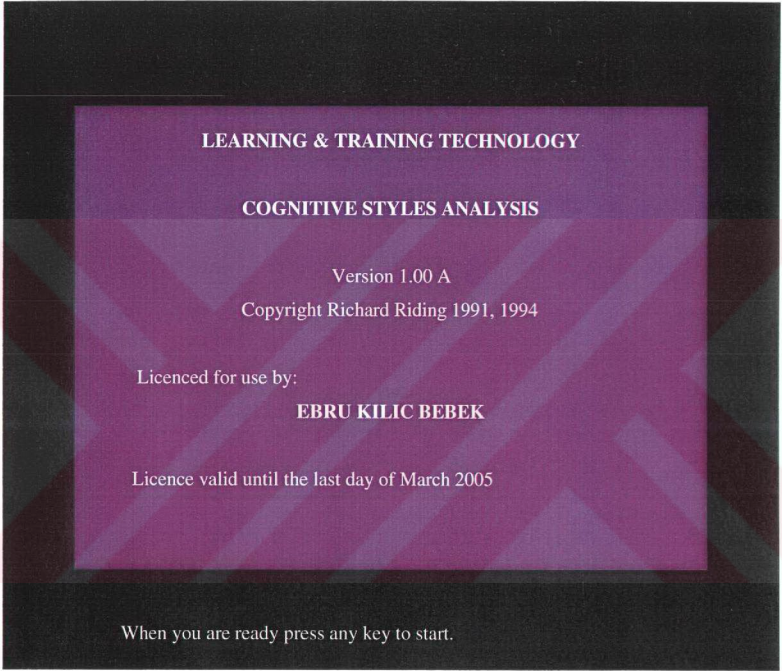 LEARNING & TRAINING TECHNOLOGY
COGNITIVE STYLES ANALYSIS
Version 1.00 A
Copyright Richard Riding 1991, 1994
Licenced for use by:
EBRU KILIC BEBEK
Licence valid until the last day of March 2005
When you are ready press any key to start.